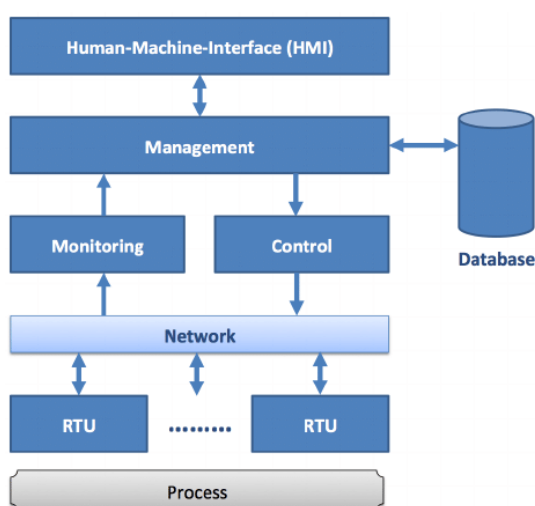 Human-Machine-Interface (HMI)
Management
Monitoring
Control
Database
Network
RTU
.........
RTU
Process